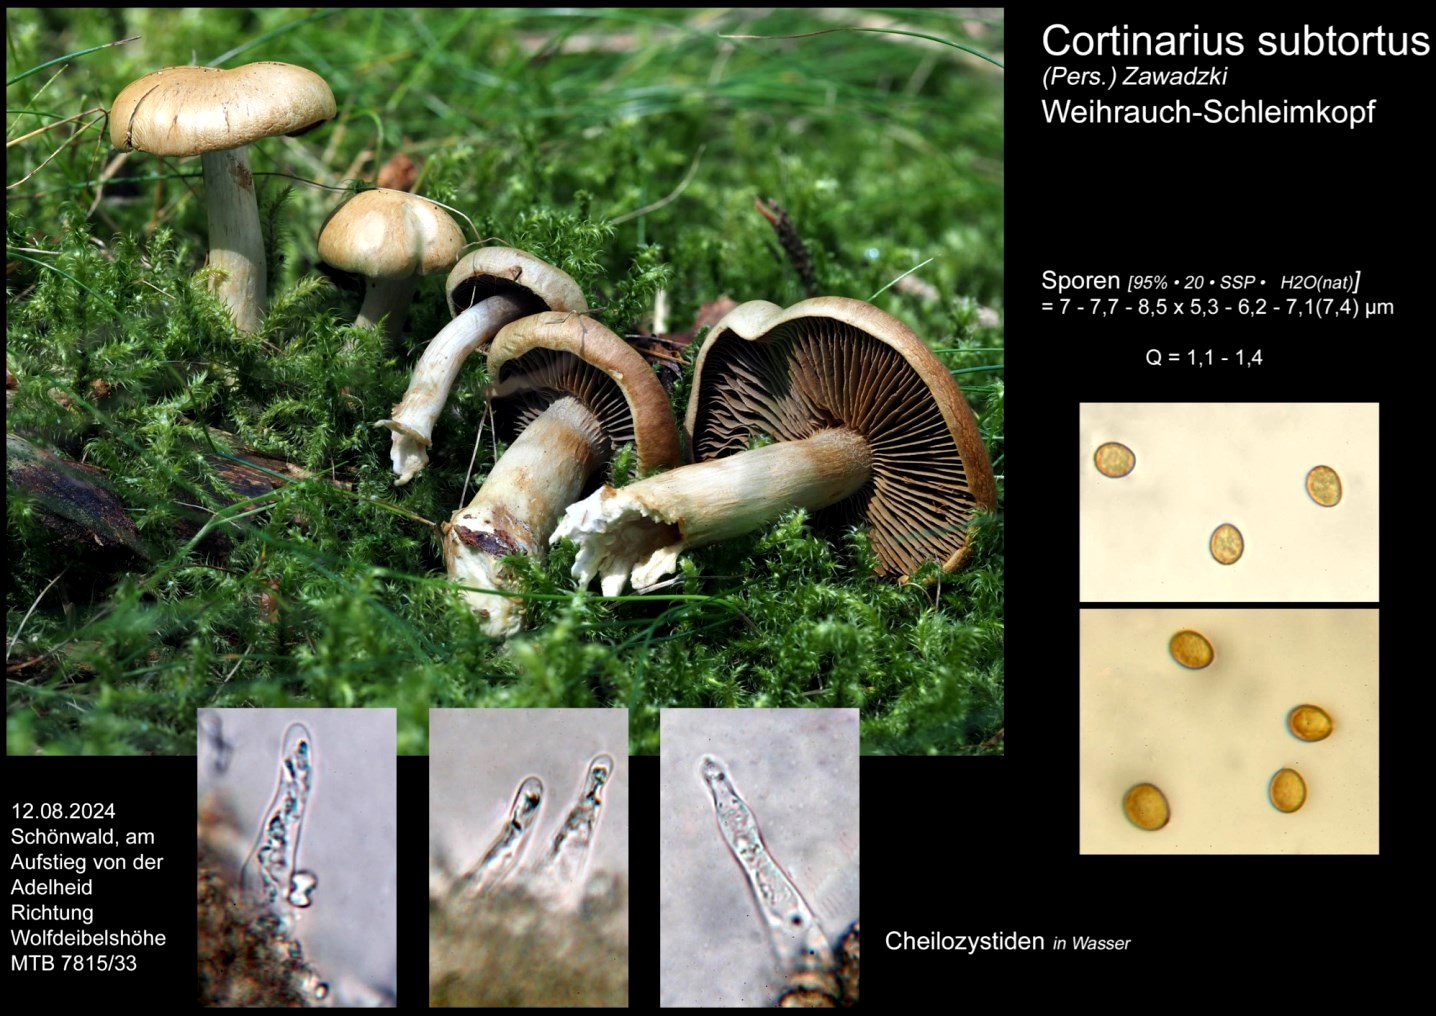 Cortinarius subtortus
(Pers.) Zawadzki
Weihrauch-Schleimkopf
Sporen [95% • 20 • SSP • H2O(nat)]
= 7 - 7,7 - 8,5 x 5,3 - 6,2 - 7,1(7,4) µm
Q = 1,1 - 1,4
12.08.2024
Schönwald, am
Aufstieg von der
Adelheid
Richtung
Wolfdeibelshöhe
MTB 7815/33
Cheilozystiden in Wasser